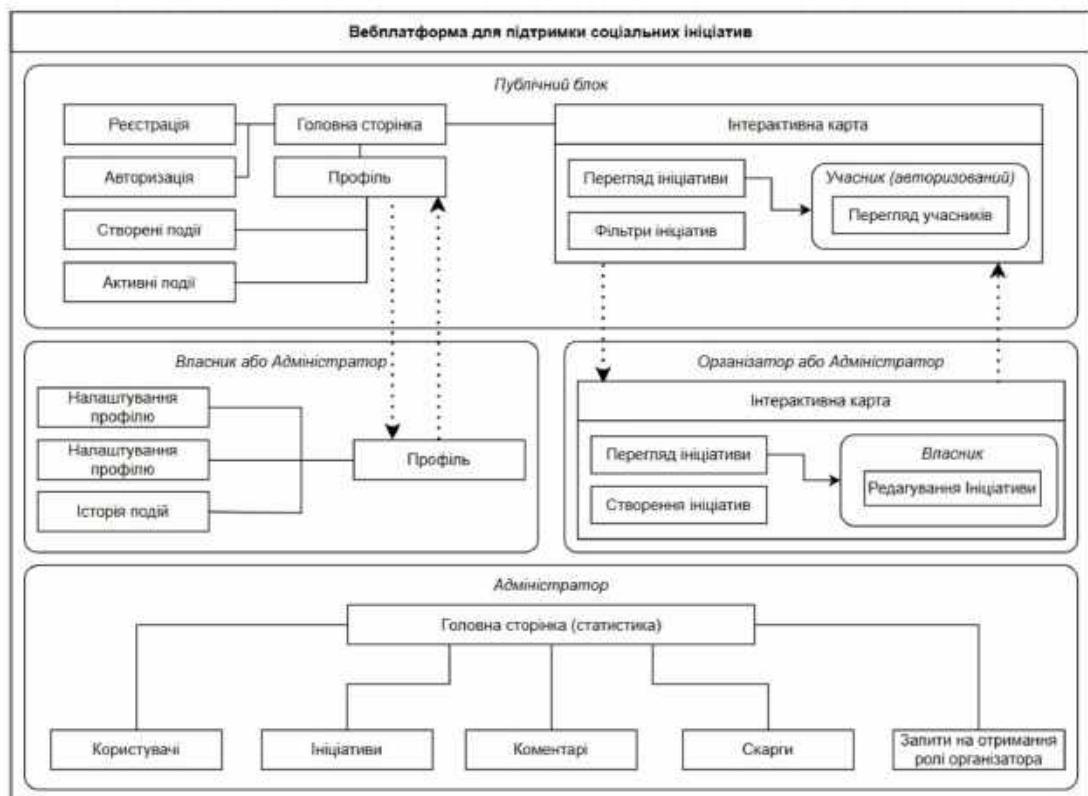 Вебплатформа для підтримки соціальних ініціатив
Публічний блок
Реєстрація
Головна сторінка
Інтерактивна карта
Авторизація
Профіль
Перегляд ініціативи
Учасник (авторизований)
Перегляд учасників
Створені події
Фільтри ініціатив
Активні події
Власник або Адміністратор
Налаштування
профілю
Налаштування
профілю
Історія подій
Профіль
Організатор або Адміністратор
Інтерактивна карта
Перегляд ініціативи
Власник
Редагування Ініціативи
Створення ініціатив
Адміністратор
Головна сторінка (статистика)
Користувачі
Ініціативи
Коментарі
Скарги
Запити на отримання
ролі організатора